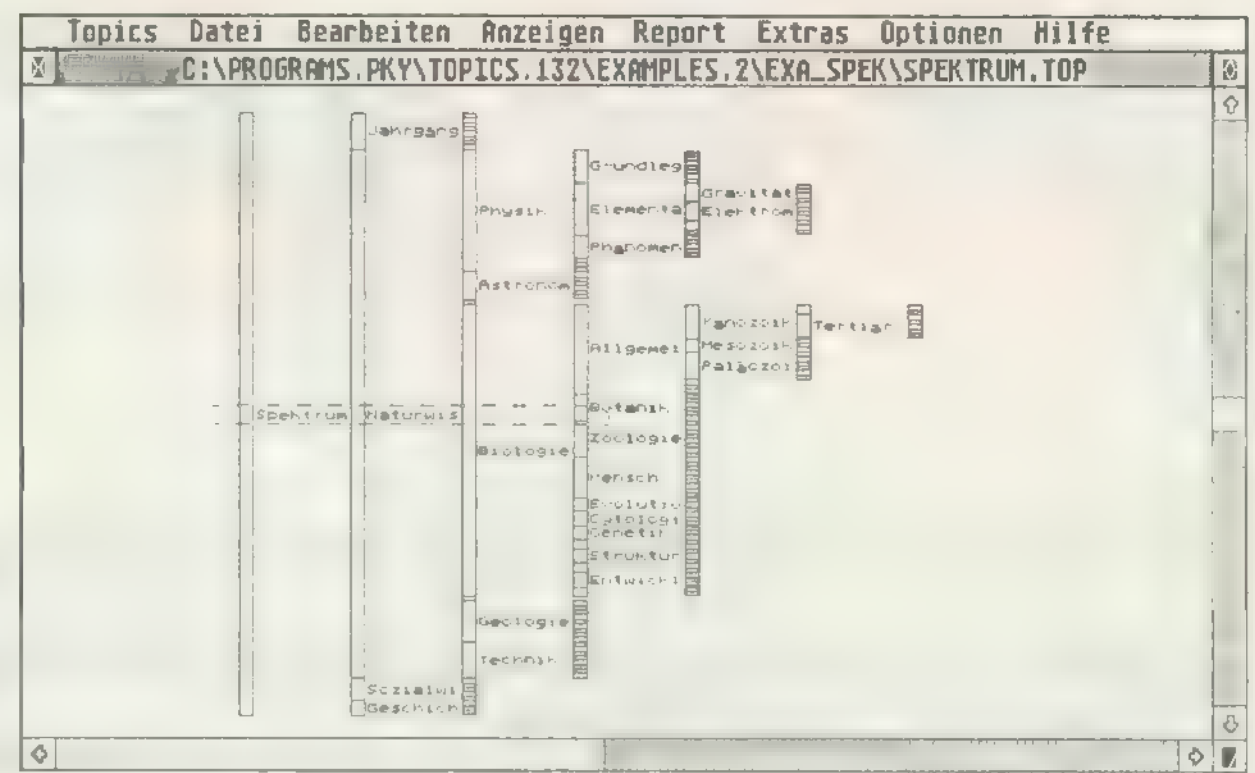 Topics Datei Bearbeiten Anzeigen Report Extras Optionen Hilfe
C:\PROGRAMS.PKY\TOPICS.132\EXAMPLES.2\EXA_SPEK\SPEKTRUM.TOP
Jahrgang
Grundleg
Gravitat
Physik Elementa Elektrom
Phanomen
Astronom
Kanozoik Tertiar
Allgemei Mesozoik
Palaozoi
Spektrum Naturwis Botanik
Zoologie
Biologie
Mensch
Evolutio
Cytologi
Genetik
Struktur
Entwickl
Geologie
Technik
Sozialwi
Geschich